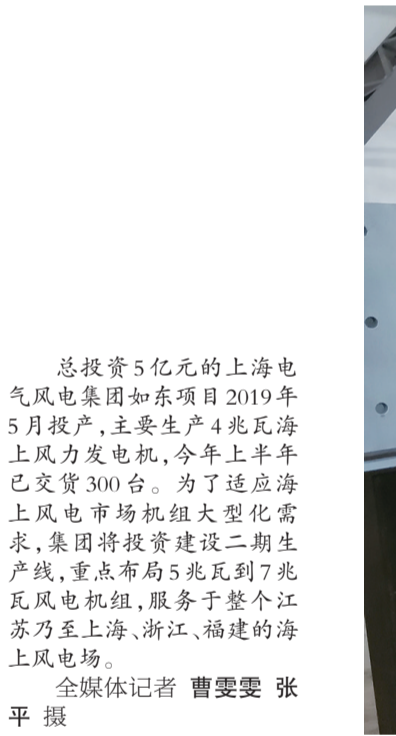 总投资5亿元的上海电
气风电集团如东项目2019年
5月投产,主要生产4兆瓦海
上风力发电机,今年上半年
已交货300台。为了适应海
上风电市场机组大型化需
求,集团将投资建设二期生
产线,重点布局5兆瓦到7兆
瓦风电机组,服务于整个江
苏乃至上海、浙江、福建的海
上风电场。
全媒体记者 曹雯雯 张
平 摄